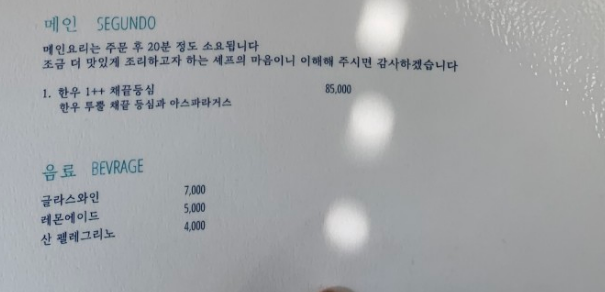 메인 SEGUNDO
메인요리는 주문 후 20분 정도 소요됩니다
조금 더 맛있게 조리하고자 하는 셰프의 마음이니 이해해 주시면 감사하겠습니다
1. 한우 1++ 채끝등심 85,000
한우 투뿔 채끝 등심과 아스파라거스
음료 BEVRAGE
글라스와인 7,000
레몬에이드 5,000
산 펠레그리노 4,000